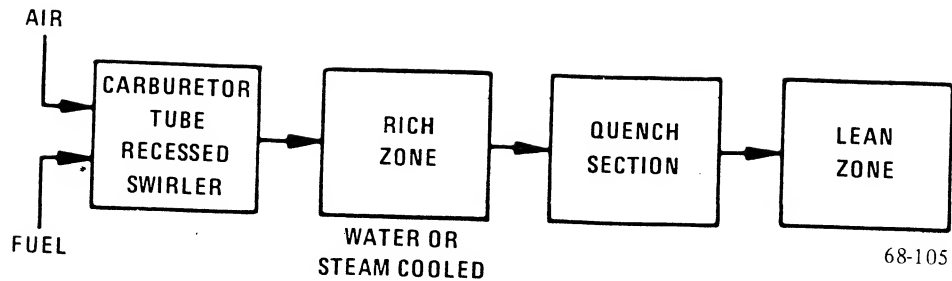 AIR
CARBURETOR
TUBE
RECESSED
SWIRLER
FUEL
RICH
ZONE
WATER OR
STEAM COOLED
QUENCH
SECTION
LEAN
ZONE
68-105